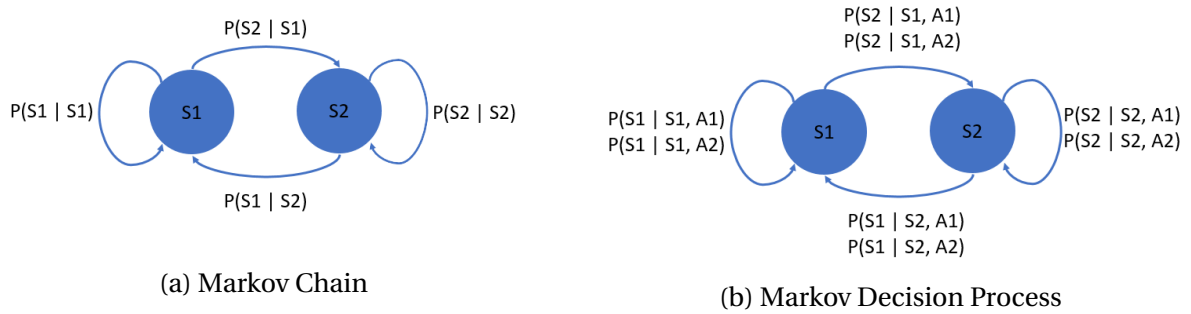 P(S2 | S1)
P(S1 | S1)
S1
S2
P(S2 | S2)
P(S1 | S2)
(a) Markov Chain
P(S2 | S1, A1)
P(S2 | S1, A2)
P(S1 | S1, A1)
P(S1 | S1, A2)
S1
S2
P(S2 | S2, A1)
P(S2 | S2, A2)
P(S1 | S2, A1)
P(S1 | S2, A2)
(b) Markov Decision Process